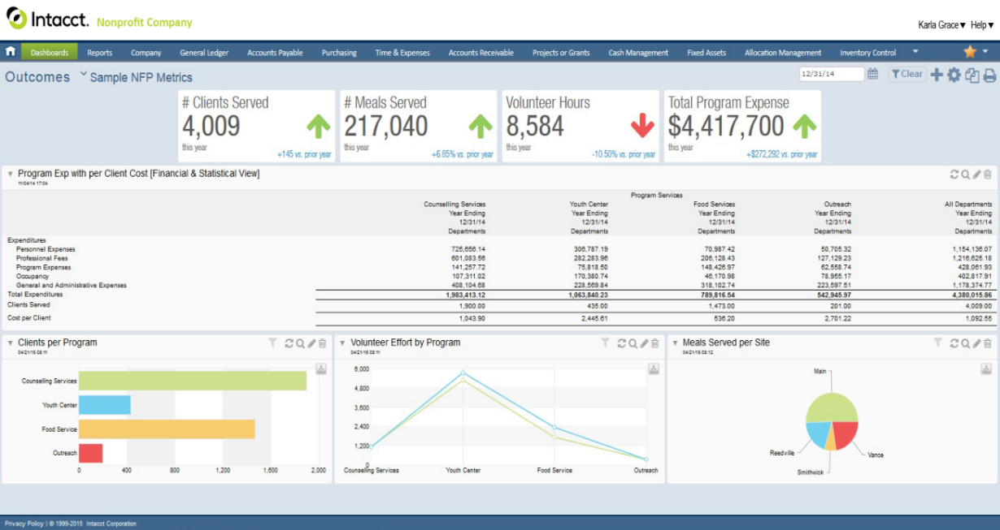 Intacct. Nonprofit Company
Karla Grace▼ Help▼
Dashboards Reports Company General Ledger Accounts Payable Purchasing Time & Expenses Accounts Receivable Projects or Grants Cash Management Fixed Assets Allocation Management Inventory Control
Outcomes Sample NFP Metrics
12/31/14 Clear
# Clients Served
4,009
this year
+145 vs. prior year
# Meals Served
217,040
this year
+6.85% vs. prior year
Volunteer Hours
8,584
this year
-10.50% vs. prior year
Total Program Expense
$4,417,700
this year
+$272,292 vs. prior year
Program Exp with per Client Cost [Financial & Statistical View]
11/04/14 17:04
Program Services
Counselling Services Youth Center Food Services Outreach All Departments
Year Ending Year Ending Year Ending Year Ending Year Ending
12/31/14 12/31/14 12/31/14 12/31/14 12/31/14
Departments Departments Departments Departments Departments
Expenditures
Personnel Expenses 725,656.14 306,787.19 70,987.42 50,705.32 1,154,136.07
Professional Fees 601,083.56 282,283.96 206,128.43 127,129.23 1,216,625.18
Program Expenses 141,257.72 75,818.50 148,426.97 62,558.74 428,061.93
Occupancy 107,311.02 170,380.74 46,170.98 78,955.17 402,817.91
General and Administrative Expenses 408,104.68 228,569.84 318,102.74 223,597.51 1,178,374.77
Total Expenditures 1,983,413.12 1,063,840.23 789,816.54 542,945.97 4,380,015.86
Clients Served 1,900.00 435.00 1,473.00 201.00 4,009.00
Cost per Client 1,043.90 2,445.61 536.20 2,701.22 1,092.55
Clients per Program
04/21/15 08:11
Counseling Services
Youth Center
Food Service
Outreach
0 400 800 1,200 1,600 2,000
Volunteer Effort by Program
04/21/15 08:11
6,000
4,800
3,600
2,400
1,200
0
Counselling Services Youth Center Food Service Outreach
Meals Served per Site
04/21/15 08:12
Main
Reedville
Vance
Smithwick
Privacy Policy | © 1999-2015 Intacct Corporation